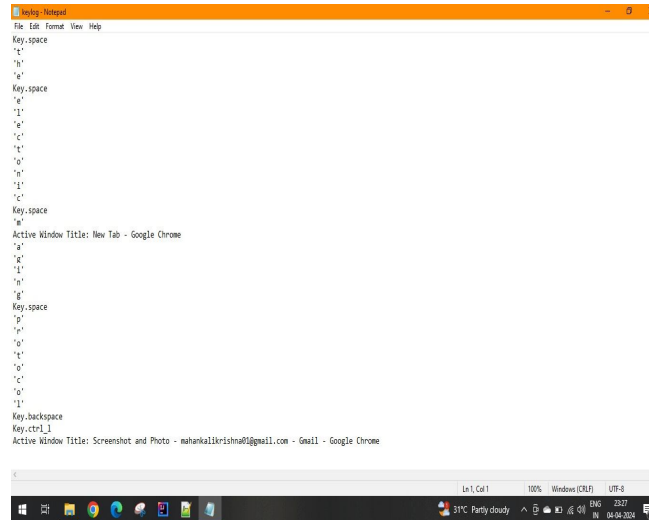 keylog - Notepad
File Edit Format View Help
Key.space
't'
'h'
'e'
Key.space
'e'
'l'
'e'
'c'
't'
'o'
'n'
'i'
'c'
Key.space
'm'
Active Window Title: New Tab - Google Chrome
'a'
'g'
'i'
'n'
'g'
Key.space
'p'
'r'
'o'
't'
'o'
'c'
'o'
'l'
Key.backspace
Key.ctrl_l
Active Window Title: Screenshot and Photo - mahankalikrishna01@gmail.com - Gmail - Google Chrome
Ln 1, Col 1 100% Windows (CRLF) UTF-8
31°C Partly cloudy ENG 23:27
IN 04-04-2024